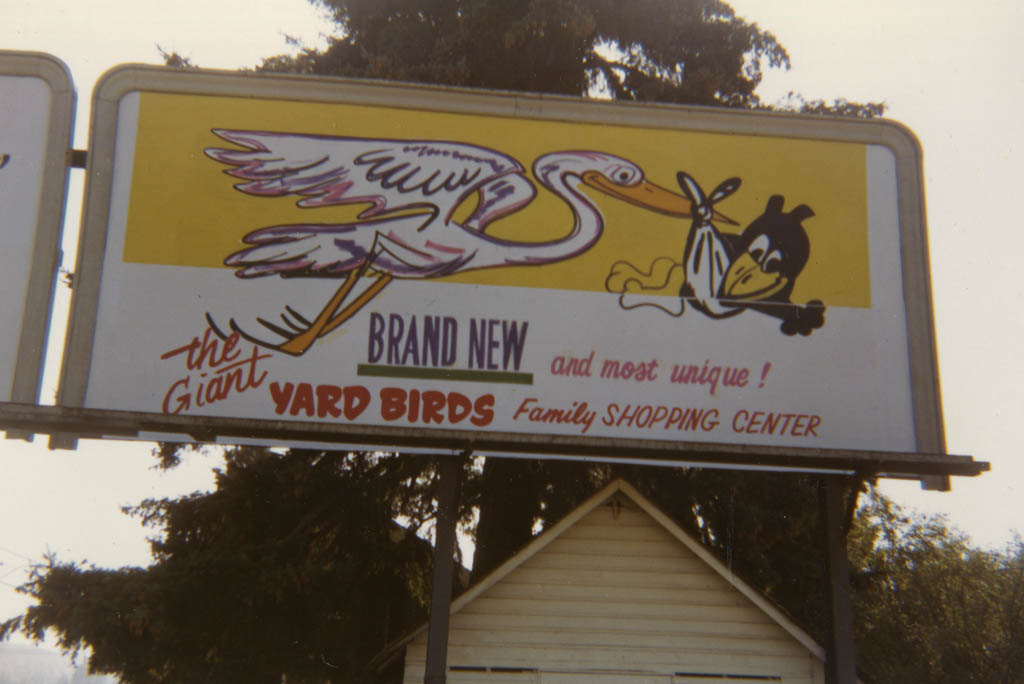 BRAND NEW
and most unique !
the
Giant
YARD BIRDS Family SHOPPING CENTER